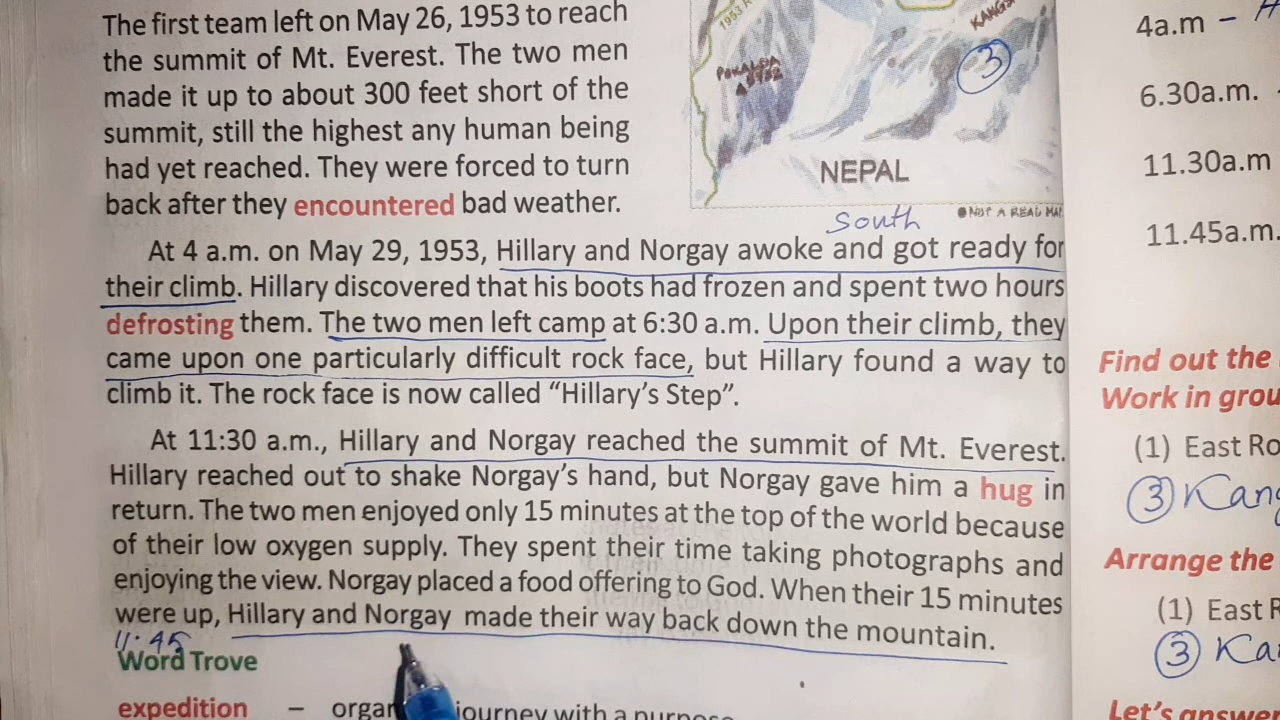 The first team left on May 26, 1953 to reach
the summit of Mt. Everest. The two men
made it up to about 300 feet short of the
summit, still the highest any human being
had yet reached. They were forced to turn
back after they encountered bad weather.
3
NEPAL
South
NOT A REAL MAP
At 4 a.m. on May 29, 1953, Hillary and Norgay awoke and got ready for
their climb. Hillary discovered that his boots had frozen and spent two hours
defrosting them. The two men left camp at 6:30 a.m. Upon their climb, they
came upon one particularly difficult rock face, but Hillary found a way to
climb it. The rock face is now called “Hillary’s Step”.
At 11:30 a.m., Hillary and Norgay reached the summit of Mt. Everest.
Hillary reached out to shake Norgay’s hand, but Norgay gave him a hug in
return. The two men enjoyed only 15 minutes at the top of the world because
of their low oxygen supply. They spent their time taking photographs and
enjoying the view. Norgay placed a food offering to God. When their 15 minutes
were up, Hillary and Norgay made their way back down the mountain.
11:45
Word Trove
expedition – journey with a purpose
4a.m – H
6.30a.m.
11.30a.m
11.45a.m.
Find out the
Work in grou
(1) East Ro
3 Kang
Arrange the
(1) East R
3 Ka
Let’s answer